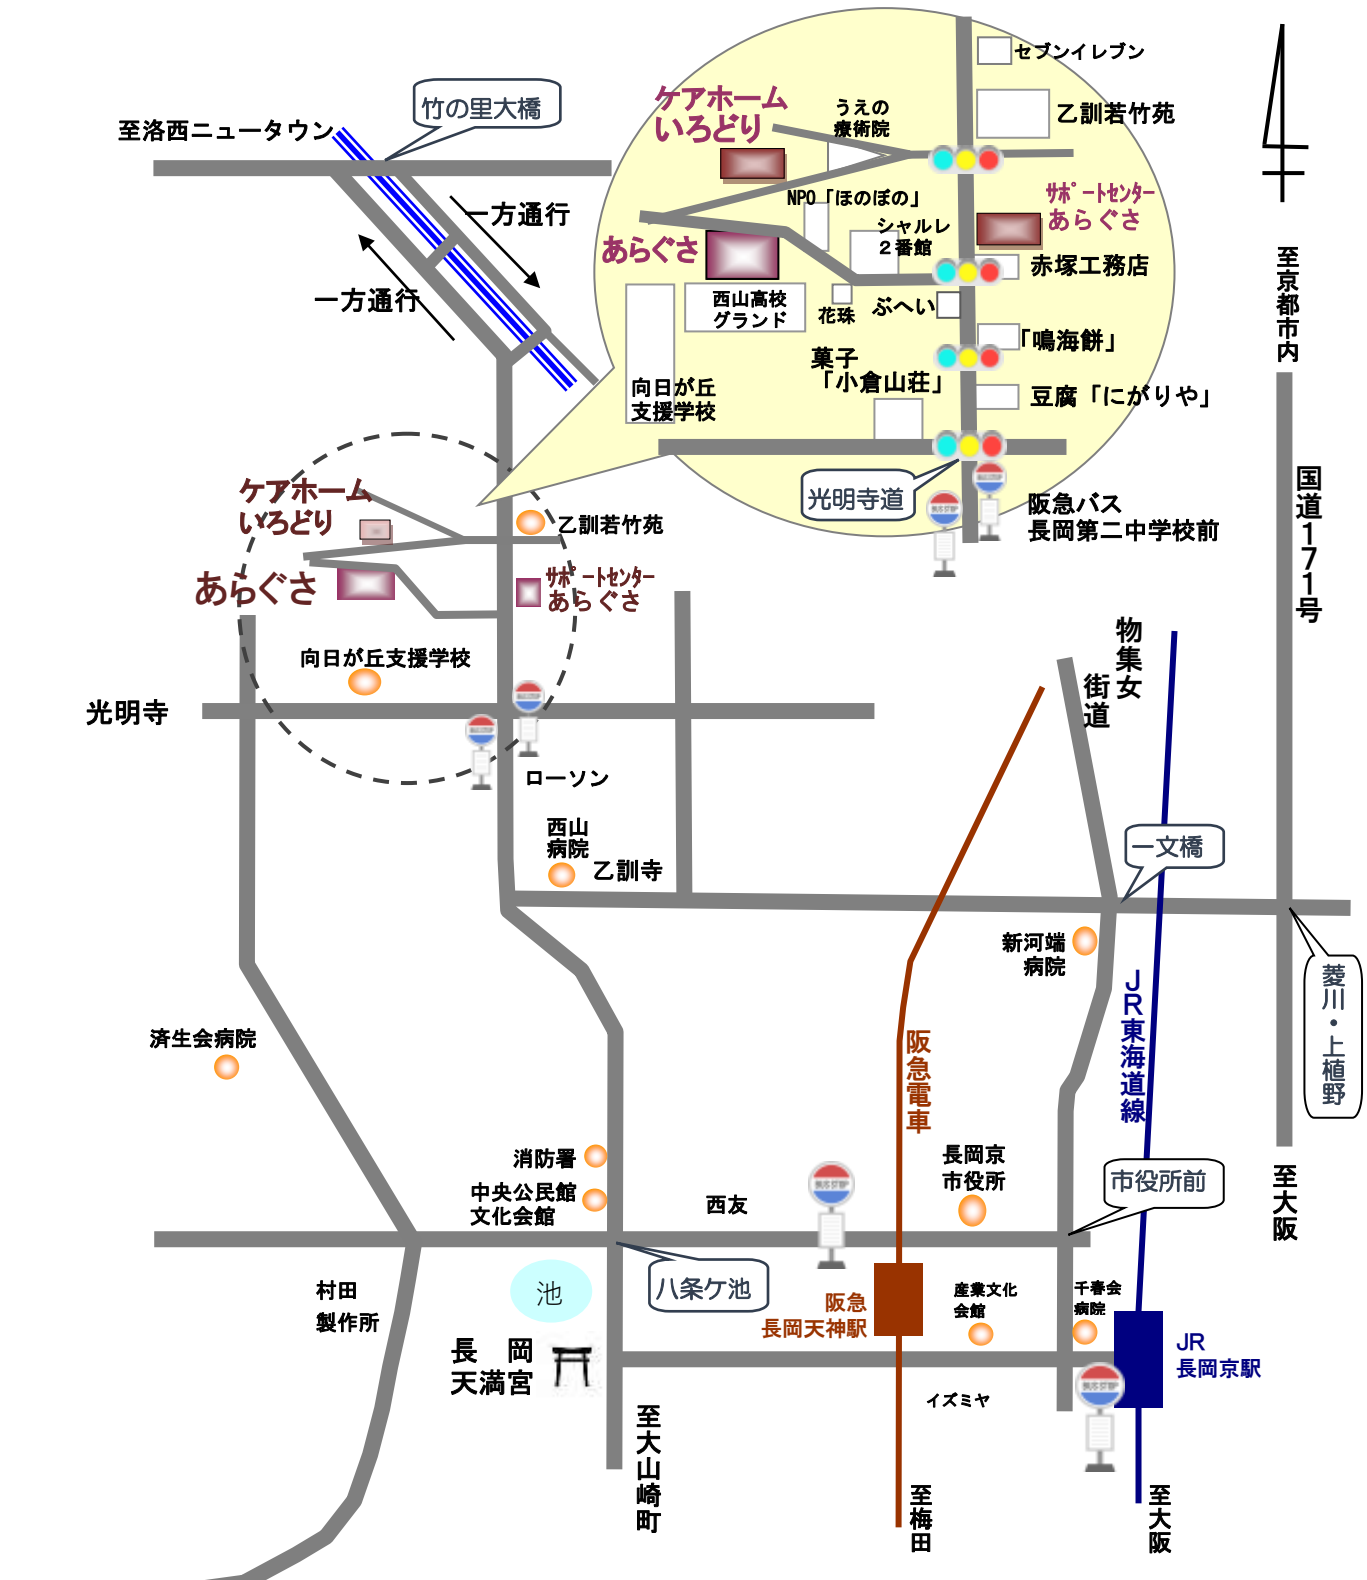 セブンイレブン
乙訓若竹苑
ケアホーム
いろどり
うえの
療術院
竹の里大橋
至洛西ニュータウン
NPO「ほのぼの」
サポートセンター
あらぐさ
一方通行
シャルレ
２番館
あらぐさ
赤塚工務店
至京都市内
一方通行
西山高校
グランド
花珠
ぶへい
「鳴海餅」
菓子
「小倉山荘」
向日が丘
支援学校
豆腐「にがりや」
光明寺道
阪急バス
長岡第二中学校前
国道171号
ケアホーム
いろどり
乙訓若竹苑
あらぐさ
サポートセンター
あらぐさ
物集女
街道
向日が丘支援学校
光明寺
ローソン
西山
病院
乙訓寺
一文橋
新河端
病院
JR東海道線
菱川・上植野
済生会病院
阪急電車
消防署
中央公民館
文化会館
西友
長岡京
市役所
市役所前
至大阪
村田
製作所
池
八条ケ池
阪急
長岡天神駅
産業文化
会館
千春会
病院
長　岡
天満宮
JR
長岡京駅
イズミヤ
至大山崎町
至梅田
至大阪